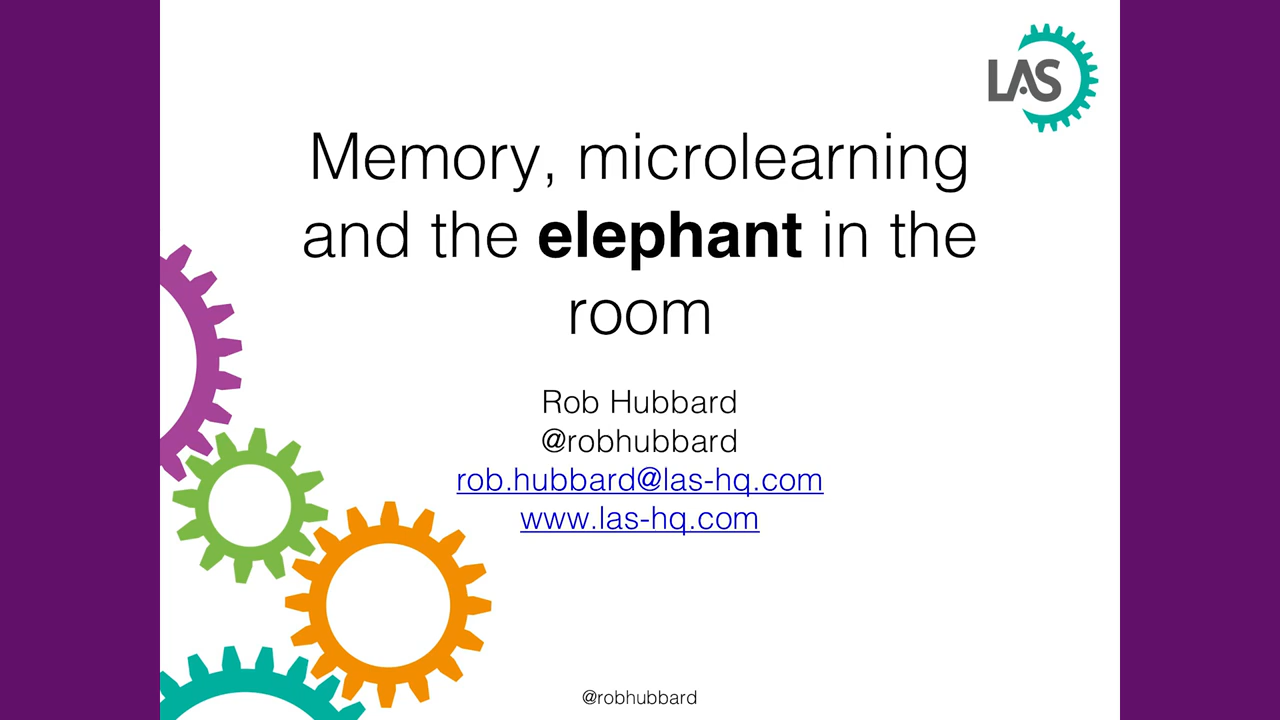 LAS
Memory, microlearning
and the elephant in the
room
Rob Hubbard
@robhubbard
rob.hubbard@las-hq.com
www.las-hq.com
@robhubbard